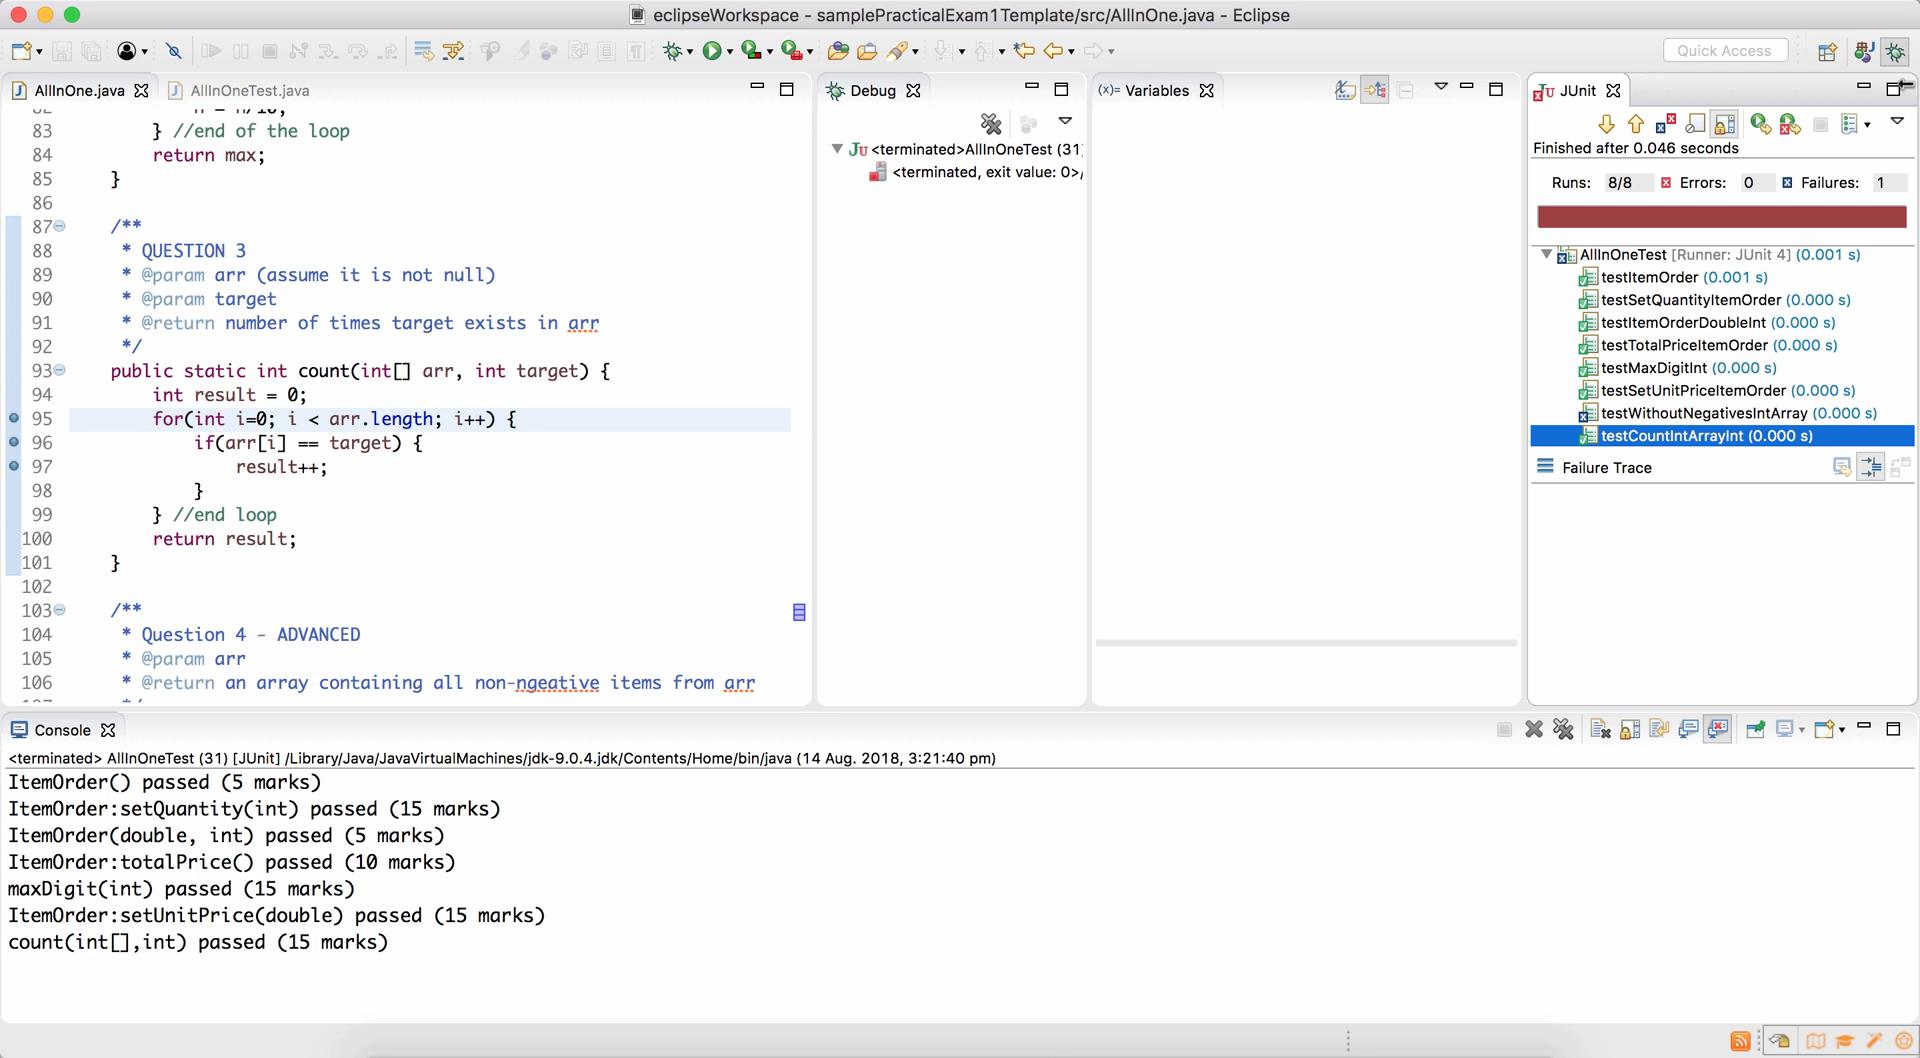 eclipseWorkspace - samplePracticalExam1Template/src/AllInOne.java - Eclipse
Quick Access
AllInOne.java
AllInOneTest.java
83 } //end of the loop
84 return max;
85 }
86
87 /**
88 * QUESTION 3
89 * @param arr (assume it is not null)
90 * @param target
91 * @return number of times target exists in arr
92 */
93 public static int count(int[] arr, int target) {
94 int result = 0;
95 for(int i=0; i < arr.length; i++) {
96 if(arr[i] == target) {
97 result++;
98 }
99 } //end loop
100 return result;
101 }
102
103 /**
104 * Question 4 - ADVANCED
105 * @param arr
106 * @return an array containing all non-ngeative items from arr
Debug
<terminated>AllInOneTest (31)
<terminated, exit value: 0>/
(x)= Variables
JUnit
Finished after 0.046 seconds
Runs: 8/8 Errors: 0 Failures: 1
AllInOneTest [Runner: JUnit 4] (0.001 s)
testItemOrder (0.001 s)
testSetQuantityItemOrder (0.000 s)
testItemOrderDoubleInt (0.000 s)
testTotalPriceItemOrder (0.000 s)
testMaxDigitInt (0.000 s)
testSetUnitPriceItemOrder (0.000 s)
testWithoutNegativesIntArray (0.000 s)
testCountIntArrayInt (0.000 s)
Failure Trace
Console
<terminated> AllInOneTest (31) [JUnit] /Library/Java/JavaVirtualMachines/jdk-9.0.4.jdk/Contents/Home/bin/java (14 Aug. 2018, 3:21:40 pm)
ItemOrder() passed (5 marks)
ItemOrder:setQuantity(int) passed (15 marks)
ItemOrder(double, int) passed (5 marks)
ItemOrder:totalPrice() passed (10 marks)
maxDigit(int) passed (15 marks)
ItemOrder:setUnitPrice(double) passed (15 marks)
count(int[],int) passed (15 marks)